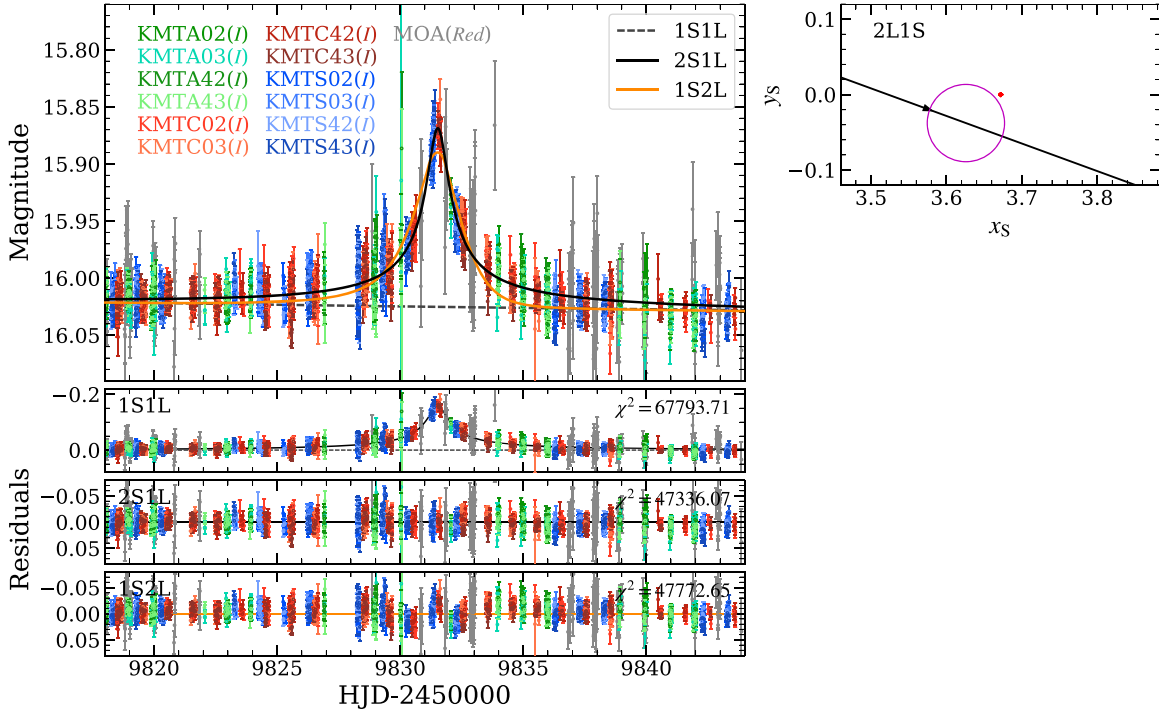 KMTA02(I) KMTC42(I) MOA(Red)
KMTA03(I) KMTC43(I)
KMTA42(I) KMTS02(I)
KMTA43(I) KMTS03(I)
KMTC02(I) KMTS42(I)
KMTC03(I) KMTS43(I)
1S1L
2S1L
1S2L
Magnitude
15.80
15.85
15.90
15.95
16.00
16.05
1S1L
χ² = 67793.71
−0.2
0.0
2S1L
χ² = 47336.07
−0.05
0.00
0.05
1S2L
χ² = 47772.65
−0.05
0.00
0.05
Residuals
9820 9825 9830 9835 9840
HJD-2450000
2L1S
0.1
0.0
−0.1
yS
3.5 3.6 3.7 3.8
xS